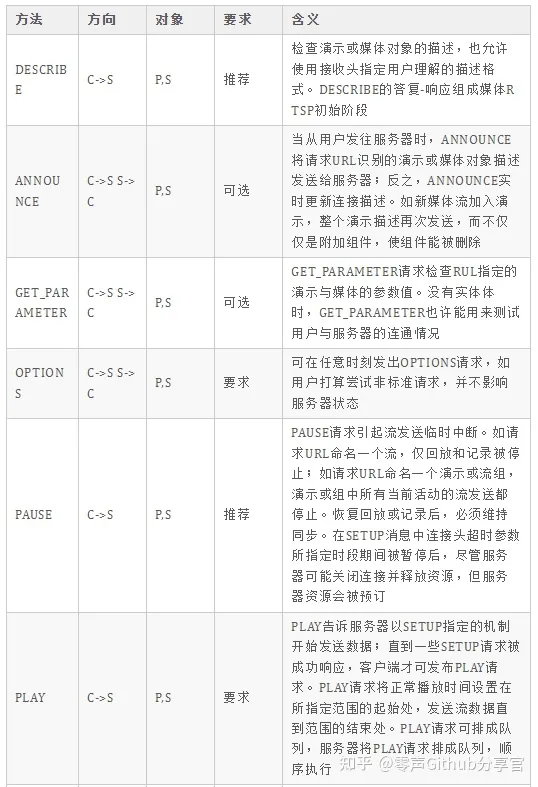 方法 方向 对象 要求 含义
DESCRIB
E
C->S
P,S
推荐
检查演示或媒体对象的描述，也允许
使用接收头指定用户理解的描述格
式。DESCRIBE的答复-响应组成媒体R
TSP初始阶段
ANNOU
NCE
C->S S-
>C
P,S
可选
当从用户发往服务器时，ANNOUNCE
将请求URL识别的演示或媒体对象描述
发送给服务器；反之，ANNOUNCE实
时更新连接描述。如新媒体流加入演
示，整个演示描述再次发送，而不仅
仅是附加组件，使组件能被删除
GET_PAR
AMETER
C->S S-
>C
P,S
可选
GET_PARAMETER请求检查RUL指定的
演示与媒体的参数值。没有实体体
时，GET_PARAMETER也许能用来测试
用户与服务器的连通情况
OPTION
S
C->S S-
>C
P,S
要求
可在任意时刻发出OPTIONS请求，如
用户打算尝试非标准请求，并不影响
服务器状态
PAUSE
C->S
P,S
推荐
PAUSE请求引起流发送临时中断。如请
求URL命名一个流，仅回放和记录被停
止；如请求URL命名一个演示或流组，
演示或组中所有当前活动的流发送都
停止。恢复回放或记录后，必须维持
同步。在SETUP消息中连接头超时参数
所指定时段期间被暂停后，尽管服务
器可能关闭连接并释放资源，但服务
器资源会被预订
PLAY
C->S
P,S
要求
PLAY告诉服务器以SETUP指定的机制
开始发送数据；直到一些SETUP请求被
成功响应，客户端才可发布PLAY请
求。PLAY请求将正常播放时间设置在
所指定范围的起始处，发送流数据直
到范围的结束处。PLAY请求可排成队
列，服务器将PLAY请求排成队列，顺
序执行
知乎 @零声Github分享官